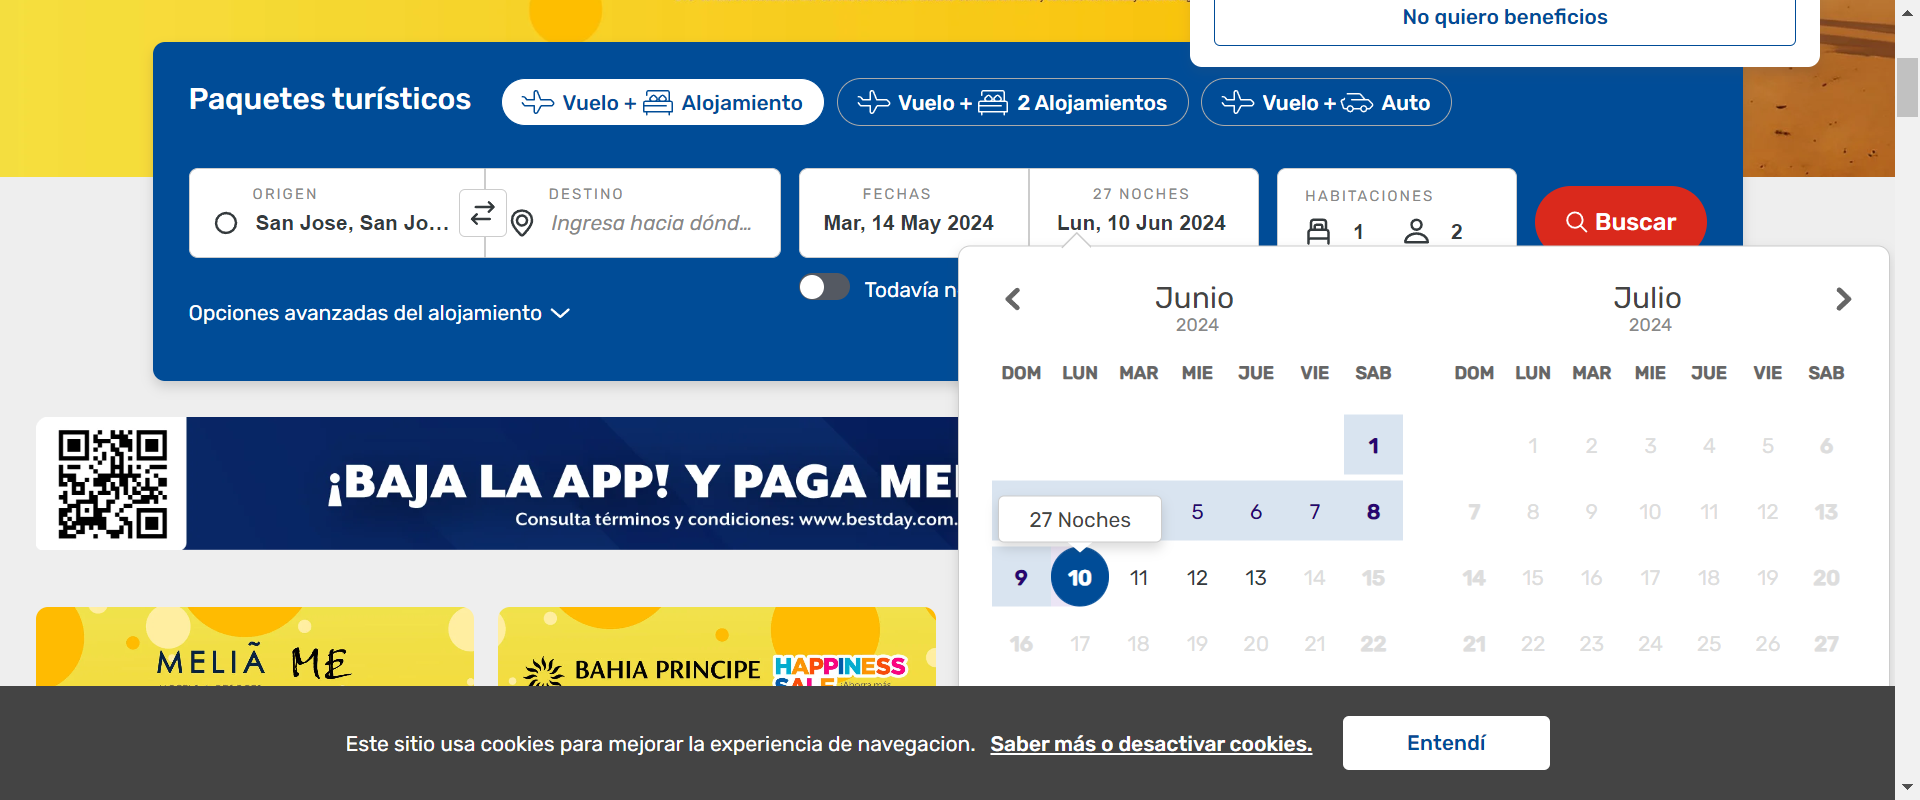 No quiero beneficios
Paquetes turísticos
Vuelo + Alojamiento
Vuelo + 2 Alojamientos
Vuelo + Auto
ORIGEN
San Jose, San Jo...
DESTINO
Ingresa hacia dónd...
FECHAS
Mar, 14 May 2024
27 NOCHES
Lun, 10 Jun 2024
HABITACIONES
1 2
Buscar
Todavía n
Opciones avanzadas del alojamiento
Junio
2024
DOM LUN MAR MIE JUE VIE SAB
1
5 6 7 8
27 Noches
9 10 11 12 13 14 15
16 17 18 19 20 21 22
Julio
2024
DOM LUN MAR MIE JUE VIE SAB
1 2 3 4 5 6
7 8 9 10 11 12 13
14 15 16 17 18 19 20
21 22 23 24 25 26 27
¡BAJA LA APP! Y PAGA ME
Consulta términos y condiciones: www.bestday.com.
MELIÃ ME
BAHIA PRINCIPE HAPPINESS
SALE ¡Ahorra más
Este sitio usa cookies para mejorar la experiencia de navegacion. Saber más o desactivar cookies.
Entendí